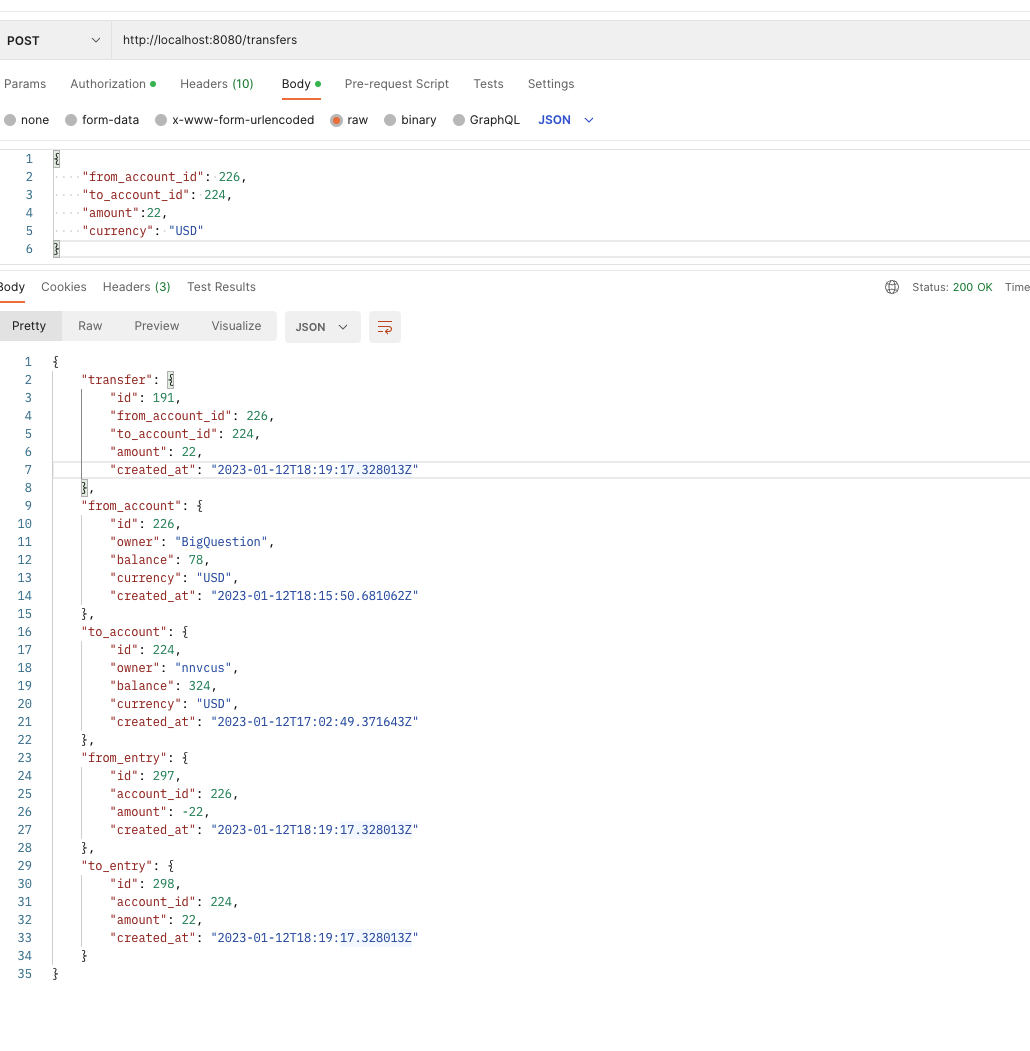 POST http://localhost:8080/transfers
Params Authorization Headers (10) Body Pre-request Script Tests Settings
none form-data x-www-form-urlencoded raw binary GraphQL JSON
1 {
2 "from_account_id": 226,
3 "to_account_id": 224,
4 "amount":22,
5 "currency": "USD"
6 }
Body Cookies Headers (3) Test Results Status: 200 OK Time
Pretty Raw Preview Visualize JSON
1 {
2 "transfer": {
3 "id": 191,
4 "from_account_id": 226,
5 "to_account_id": 224,
6 "amount": 22,
7 "created_at": "2023-01-12T18:19:17.328013Z"
8 },
9 "from_account": {
10 "id": 226,
11 "owner": "BigQuestion",
12 "balance": 78,
13 "currency": "USD",
14 "created_at": "2023-01-12T18:15:50.681062Z"
15 },
16 "to_account": {
17 "id": 224,
18 "owner": "nnvcus",
19 "balance": 324,
20 "currency": "USD",
21 "created_at": "2023-01-12T17:02:49.371643Z"
22 },
23 "from_entry": {
24 "id": 297,
25 "account_id": 226,
26 "amount": -22,
27 "created_at": "2023-01-12T18:19:17.328013Z"
28 },
29 "to_entry": {
30 "id": 298,
31 "account_id": 224,
32 "amount": 22,
33 "created_at": "2023-01-12T18:19:17.328013Z"
34 }
35 }